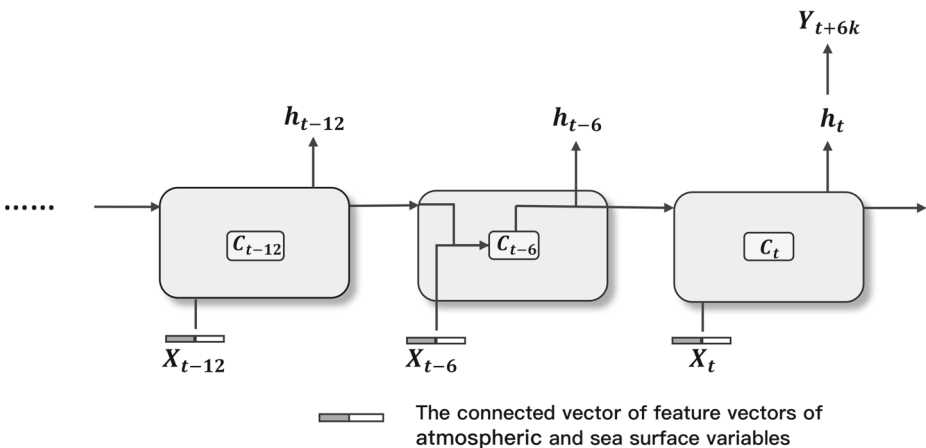 Y_{t+6k}
h_{t-12}
h_{t-6}
h_t
......
C_{t-12}
C_{t-6}
C_t
X_{t-12}
X_{t-6}
X_t
The connected vector of feature vectors of
atmospheric and sea surface variables